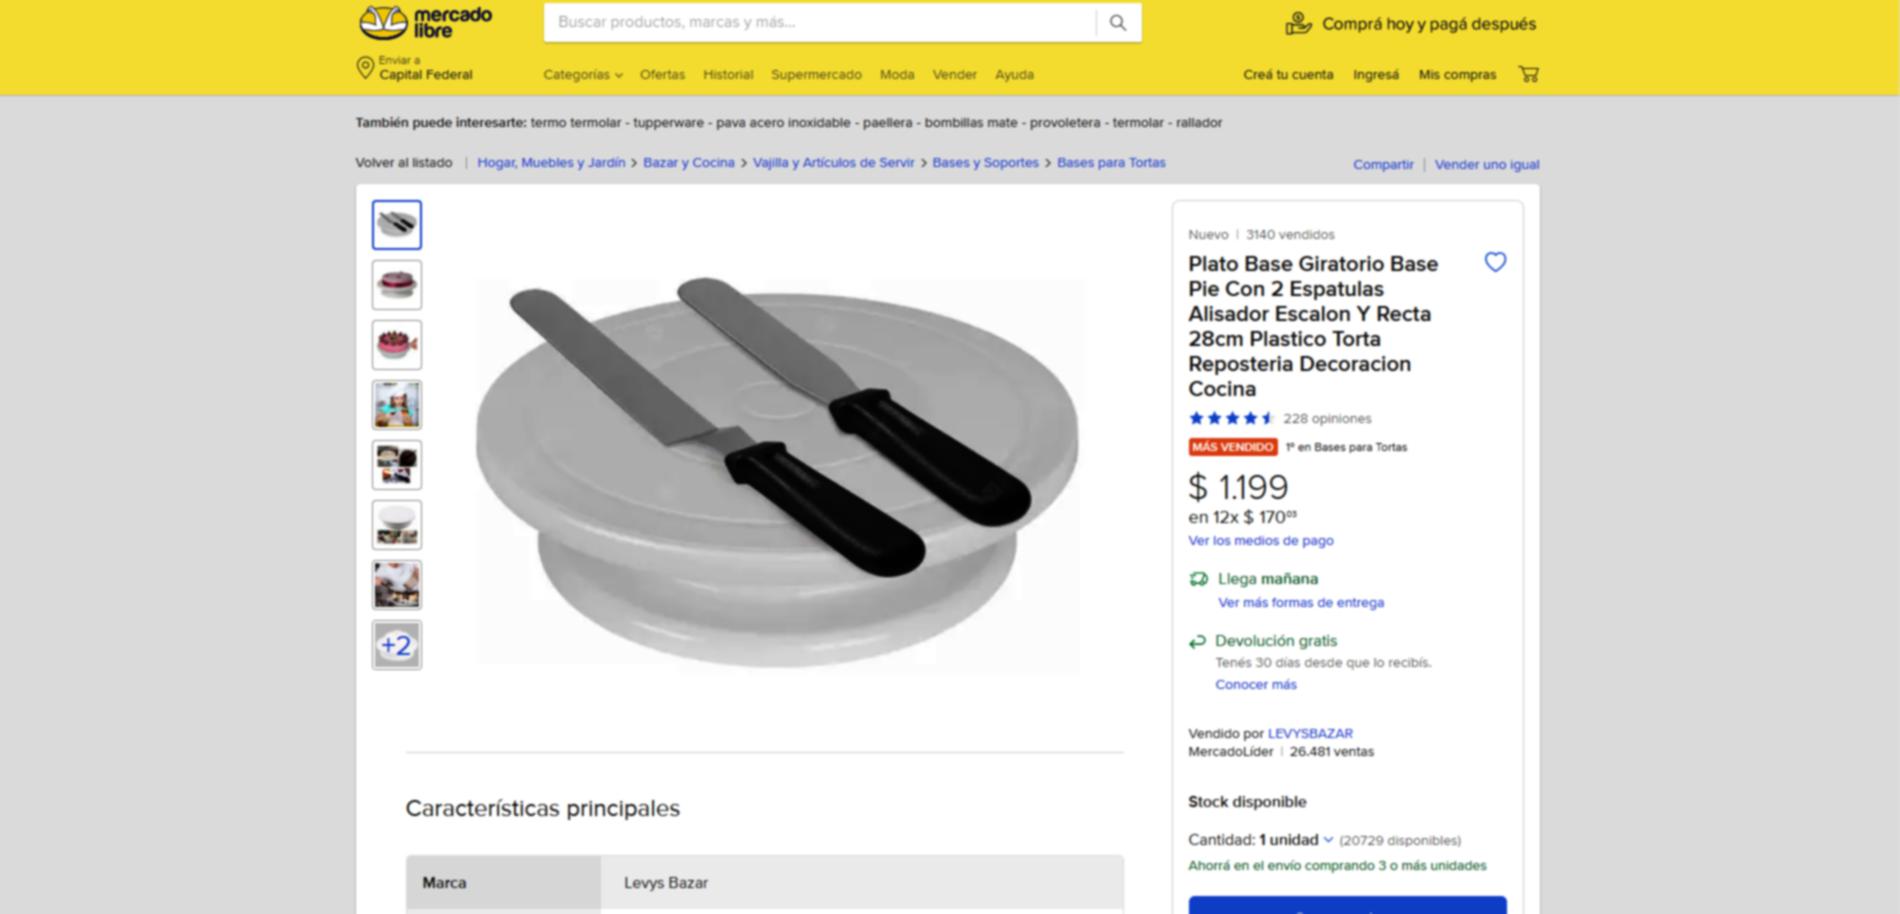 mercado
libre
Buscar productos, marcas y más...
Comprá hoy y pagá después
Enviar a
Capital Federal
Categorías Ofertas Historial Supermercado Moda Vender Ayuda
Creá tu cuenta Ingresá Mis compras
También puede interesarte: termo termolar - tupperware - pava acero inoxidable - paellera - bombillas mate - provoletera - termolar - rallador
Volver al listado | Hogar, Muebles y Jardín > Bazar y Cocina > Vajilla y Artículos de Servir > Bases y Soportes > Bases para Tortas
Compartir | Vender uno igual
+2
Nuevo | 3140 vendidos
Plato Base Giratorio Base
Pie Con 2 Espatulas
Alisador Escalon Y Recta
28cm Plastico Torta
Reposteria Decoracion
Cocina
228 opiniones
MÁS VENDIDO 1º en Bases para Tortas
$ 1.199
en 12x $ 170⁰³
Ver los medios de pago
Llega mañana
Ver más formas de entrega
Devolución gratis
Tenés 30 días desde que lo recibís.
Conocer más
Vendido por LEVYSBAZAR
MercadoLíder | 26.481 ventas
Stock disponible
Cantidad: 1 unidad (20729 disponibles)
Ahorrá en el envío comprando 3 o más unidades
Características principales
Marca Levys Bazar